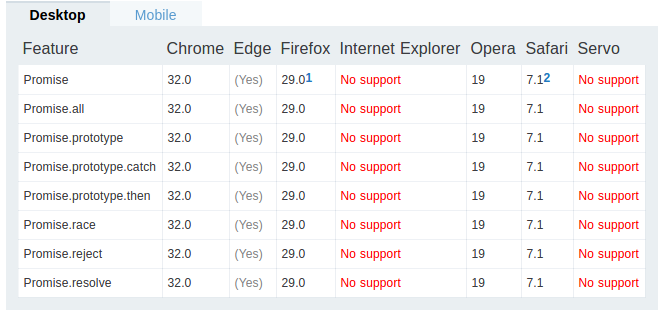 Desktop Mobile
Feature Chrome Edge Firefox Internet Explorer Opera Safari Servo
Promise 32.0 (Yes) 29.01 No support 19 7.12 No support
Promise.all 32.0 (Yes) 29.0 No support 19 7.1 No support
Promise.prototype 32.0 (Yes) 29.0 No support 19 7.1 No support
Promise.prototype.catch 32.0 (Yes) 29.0 No support 19 7.1 No support
Promise.prototype.then 32.0 (Yes) 29.0 No support 19 7.1 No support
Promise.race 32.0 (Yes) 29.0 No support 19 7.1 No support
Promise.reject 32.0 (Yes) 29.0 No support 19 7.1 No support
Promise.resolve 32.0 (Yes) 29.0 No support 19 7.1 No support